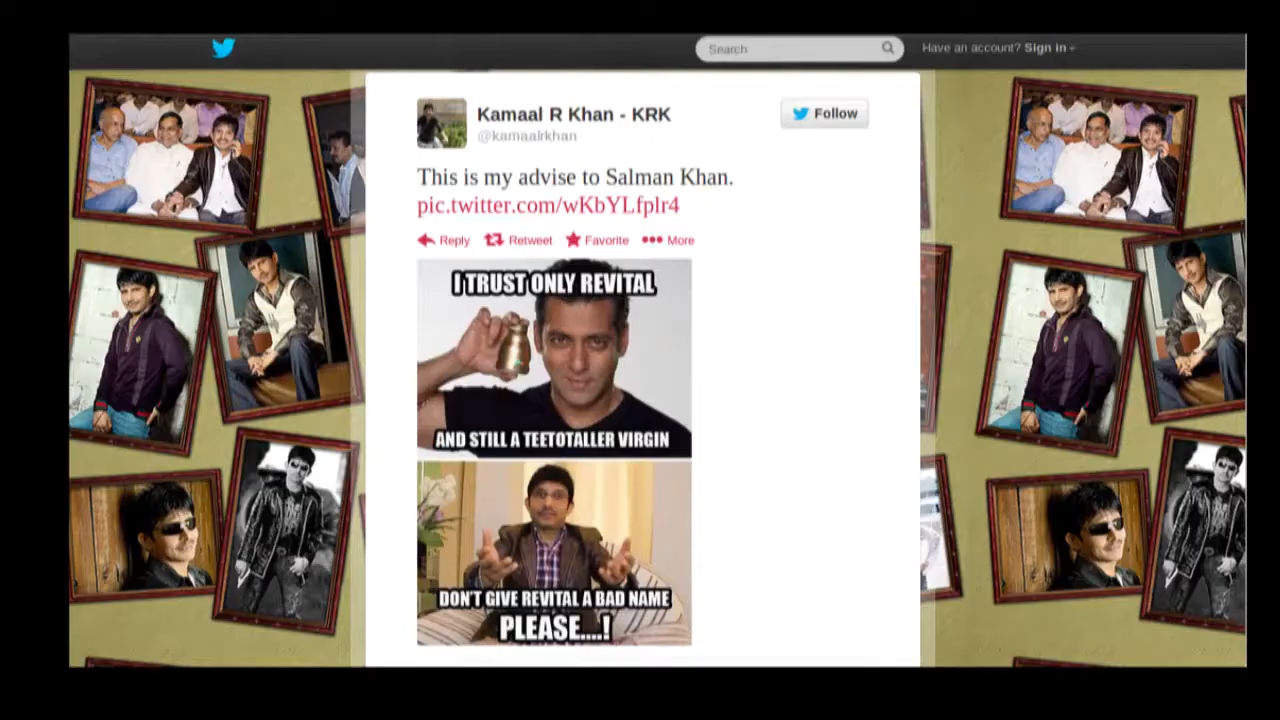 Search
Have an account? Sign in
Kamaal R Khan - KRK
@kamaalrkhan
Follow
This is my advise to Salman Khan.
pic.twitter.com/wKbYLfplr4
Reply Retweet Favorite More
I TRUST ONLY REVITAL
AND STILL A TEETOTALLER VIRGIN
DON'T GIVE REVITAL A BAD NAME
PLEASE....!